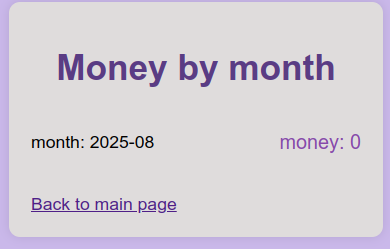 Money by month
month: 2025-08 money: 0
Back to main page